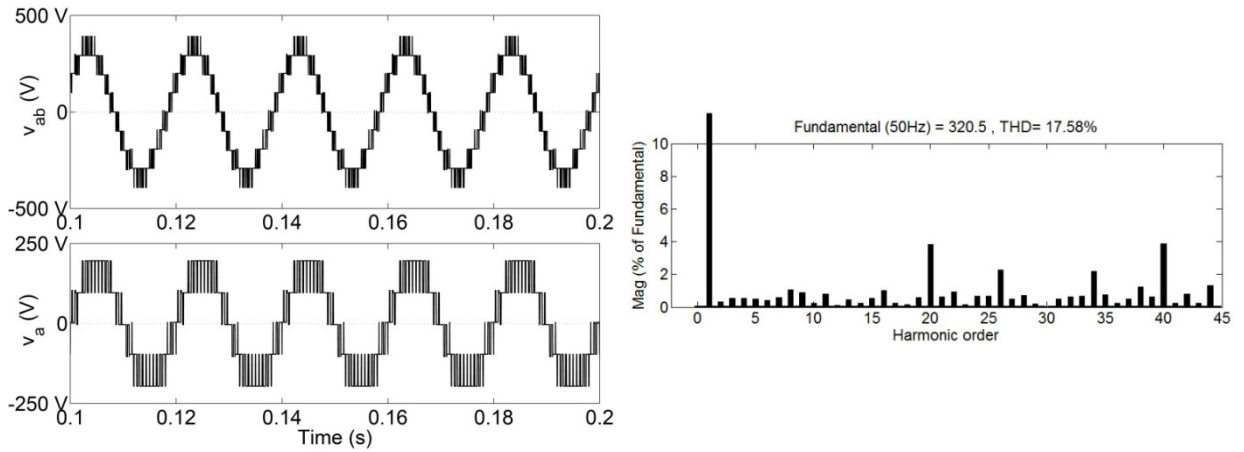 500 V
0
-500 V
v_ab (V)
0.1 0.12 0.14 0.16 0.18 0.2
250 V
0
-250 V
v_a (V)
0.1 0.12 0.14 0.16 0.18 0.2
Time (s)
Fundamental (50Hz) = 320.5 , THD= 17.58%
10
8
6
4
2
0
Mag (% of Fundamental)
0 5 10 15 20 25 30 35 40 45
Harmonic order